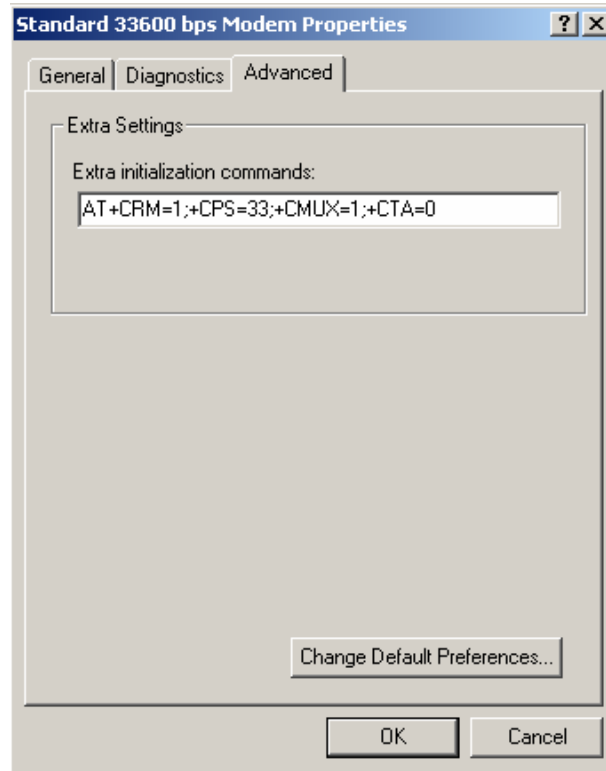 Standard 33600 bps Modem Properties
General Diagnostics Advanced
Extra Settings
Extra initialization commands:
AT+CRM=1;+CPS=33;+CMUX=1;+CTA=0
Change Default Preferences...
OK Cancel